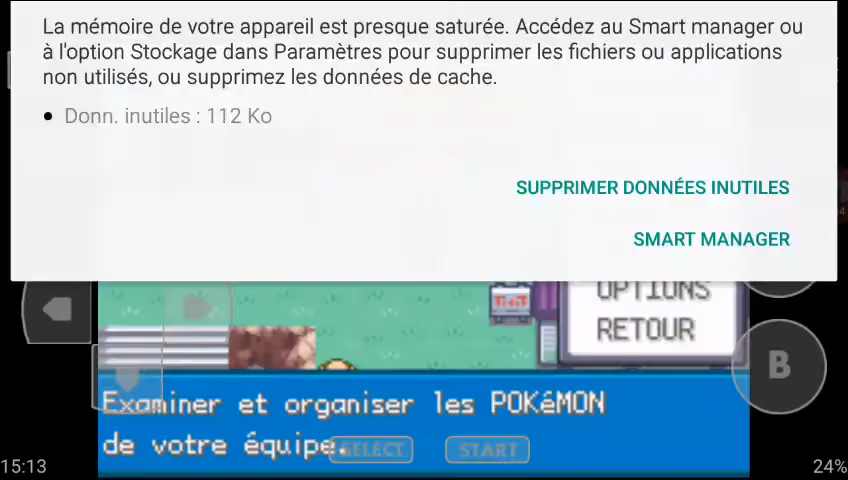 La mémoire de votre appareil est presque saturée. Accédez au Smart manager ou
à l'option Stockage dans Paramètres pour supprimer les fichiers ou applications
non utilisés, ou supprimez les données de cache.
• Donn. inutiles : 112 Ko
SUPPRIMER DONNÉES INUTILES
SMART MANAGER
OPTIONS
RETOUR
B
Examiner et organiser les POKéMON
de votre équipe.
SELECT
START
15:13
24%